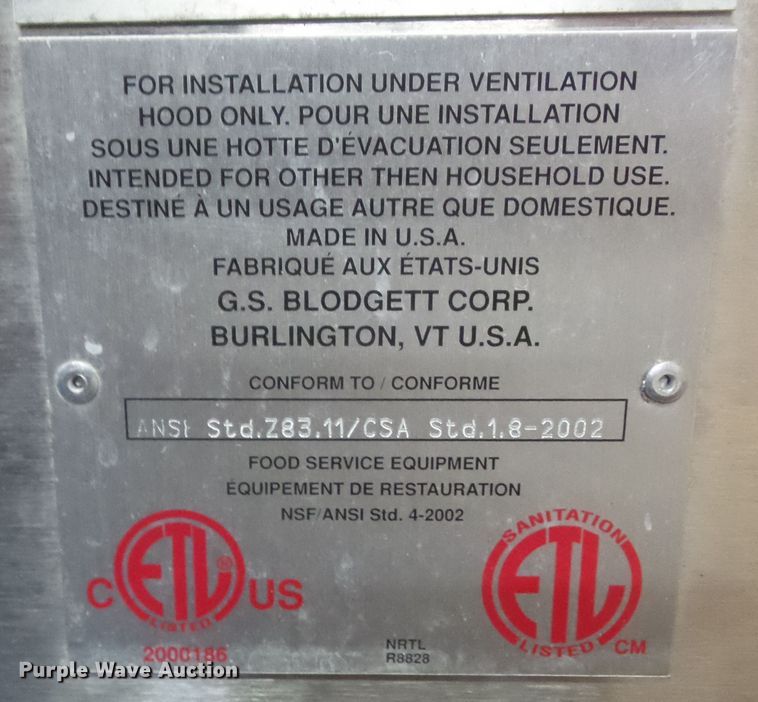 FOR INSTALLATION UNDER VENTILATION
HOOD ONLY. POUR UNE INSTALLATION
SOUS UNE HOTTE D'ÉVACUATION SEULEMENT.
INTENDED FOR OTHER THEN HOUSEHOLD USE.
DESTINÉ À UN USAGE AUTRE QUE DOMESTIQUE.
MADE IN U.S.A.
FABRIQUÉ AUX ÉTATS-UNIS
G.S. BLODGETT CORP.
BURLINGTON, VT U.S.A.
CONFORM TO / CONFORME
ANSI Std.Z83.11/CSA Std.1.8-2002
FOOD SERVICE EQUIPMENT
ÉQUIPEMENT DE RESTAURATION
NSF/ANSI Std. 4-2002
C ETL® US
LISTED
2000186
NRTL
R8828
SANITATION
ETL
LISTED CM
Purple Wave Auction